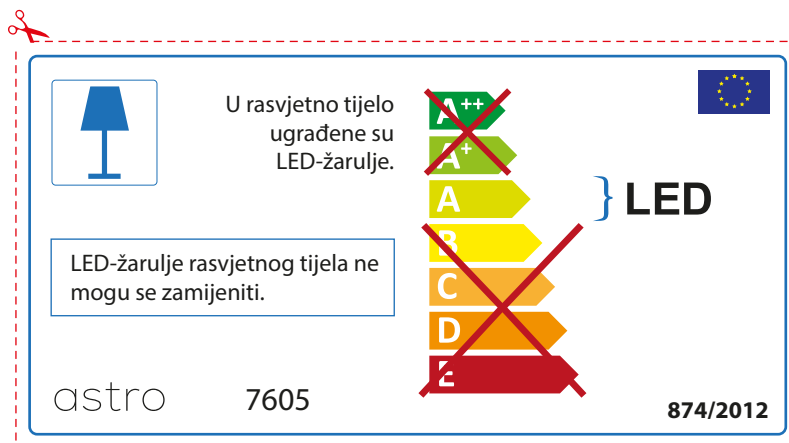 U rasvjetno tijelo
ugrađene su
LED-žarulje.
A++
A+
A
B
C
D
E
LED
LED-žarulje rasvjetnog tijela ne
mogu se zamijeniti.
astro
7605
874/2012